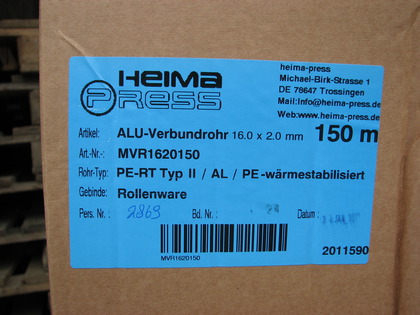 HEIMA
PRESS
heima-press
Michael-Birk-Strasse 1
DE 78647 Trossingen
Mail:Info@heima-press.de
Web:www.heima-press.de
Artikel: ALU-Verbundrohr 16.0 x 2.0 mm 150 m
Art.-Nr.: MVR1620150
Rohr-Typ: PE-RT Typ II / AL / PE-wärmestabilisiert
Gebinde: Rollenware
Pers. Nr.: 2863 Bd. Nr.: Datum:
2011590
MVR1620150